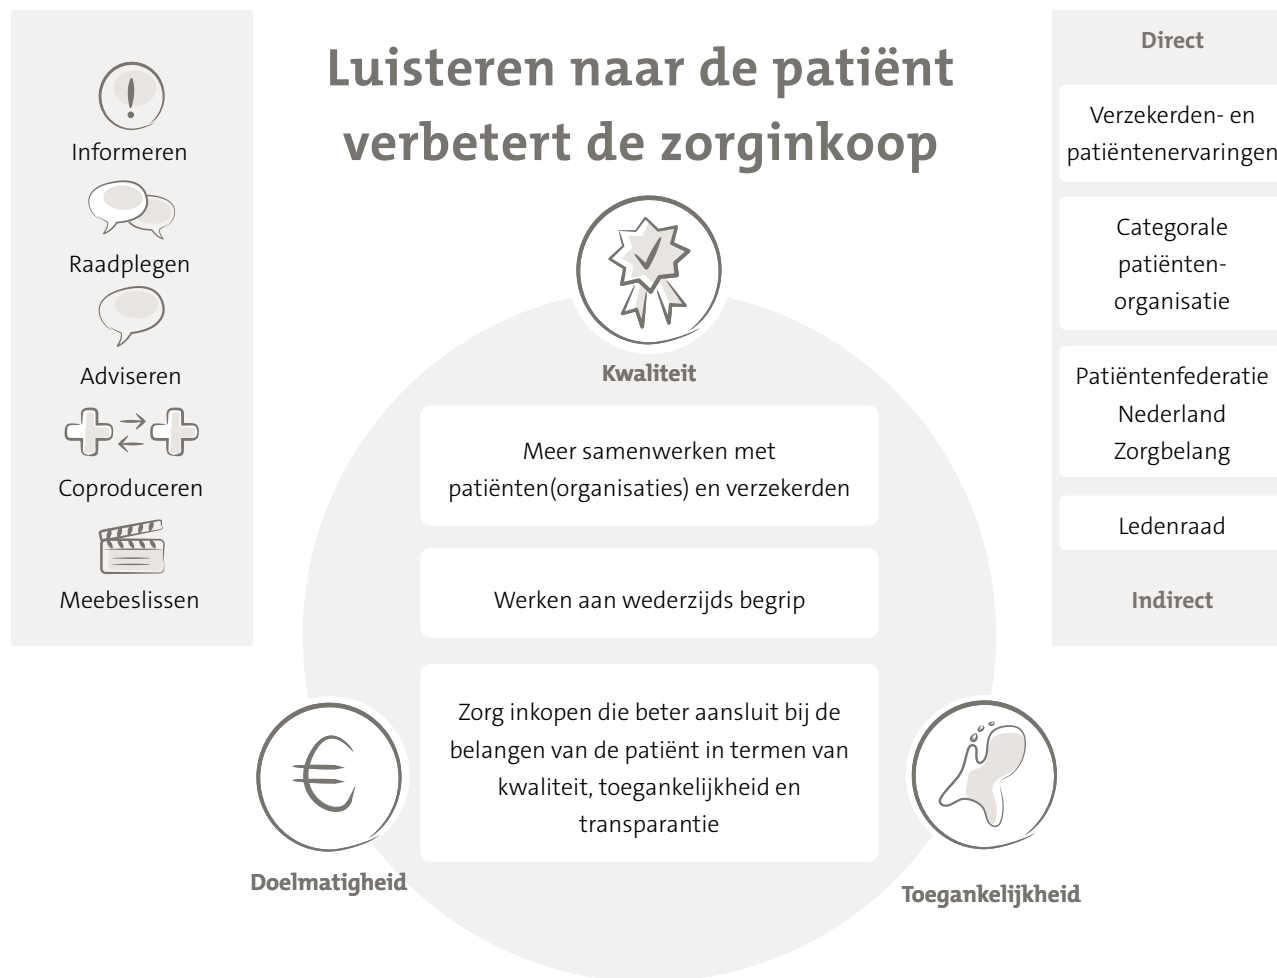 Luisteren naar de patiënt
verbetert de zorginkoop
Informeren
Raadplegen
Adviseren
Coproduceren
Meebeslissen
Kwaliteit
Meer samenwerken met
patiënten(organisaties) en verzekerden
Werken aan wederzijds begrip
Zorg inkopen die beter aansluit bij de
belangen van de patiënt in termen van
kwaliteit, toegankelijkheid en
transparantie
€
Doelmatigheid
Toegankelijkheid
Direct
Verzekerden- en
patiëntenervaringen
Categorale
patiënten-
organisatie
Patiëntenfederatie
Nederland
Zorgbelang
Ledenraad
Indirect